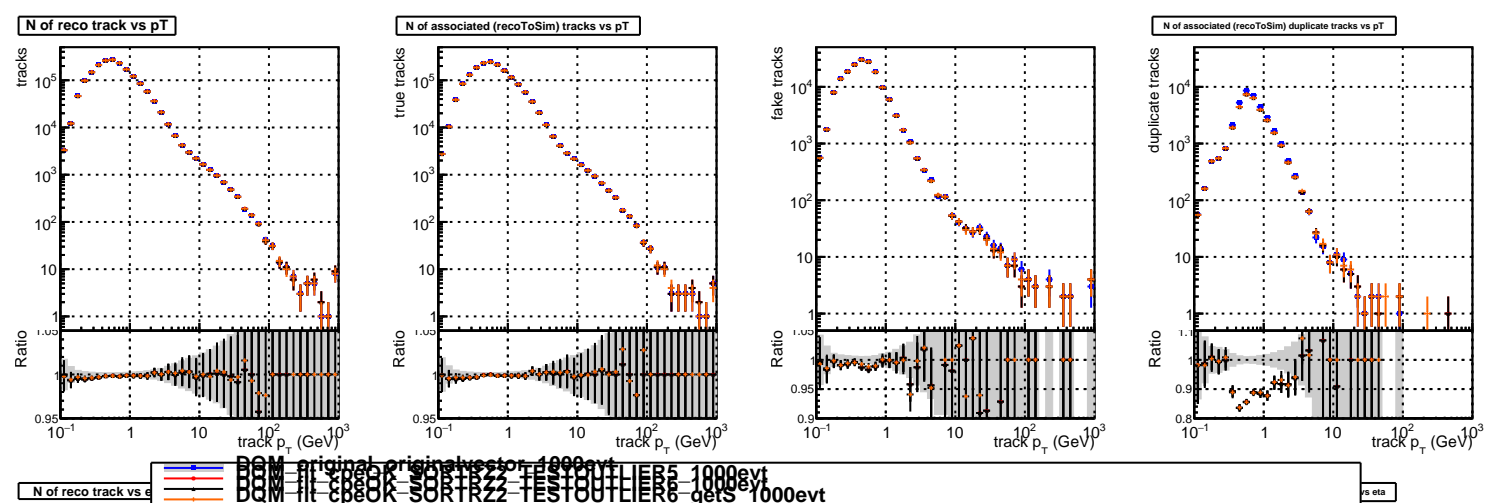 N of reco track vs pT
N of associated (recoToSim) tracks vs pT
N of associated (recoToSim) duplicate tracks vs pT
tracks
10⁵
10⁴
10³
10²
10
1
true tracks
10⁵
10⁴
10³
10²
10
1
fake tracks
10⁴
10³
10²
10
1
duplicate tracks
10⁴
10³
10²
10
1
Ratio
1.05
1
0.95
Ratio
1.05
1
0.95
Ratio
1.05
1
0.95
0.9
Ratio
1.1
1
0.9
0.8
10⁻¹ 1 10 10² 10³
track p_T (GeV)
10⁻¹ 1 10 10² 10³
track p_T (GeV)
10⁻¹ 1 10 10² 10³
track p_T (GeV)
10⁻¹ 1 10 10² 10³
track p_T (GeV)
DQM_original_originalvector_1000evt
DQM_fit_cpeOK_SORTRZ2_TESTOUTLIER5_1000evt
DQM_fit_cpeOK_SORTRZ2_TESTOUTLIER6_1000evt
DQM_fit_cpeOK_SORTRZ2_TESTOUTLIER6_getS_1000evt
N of reco track vs e
vs eta